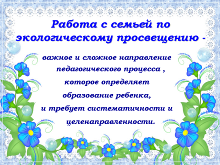 Работа с семьей по
экологическому просвещению -
важное и сложное направление
педагогического процесса ,
которое определяет
образование ребенка,
и требует систематичности и
целенаправленности.